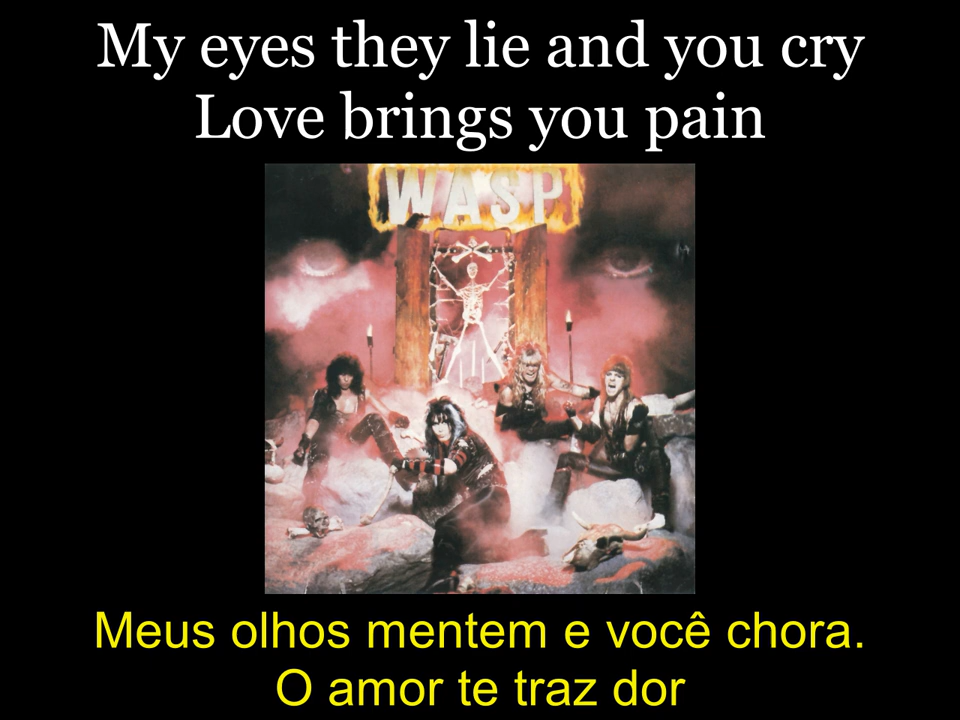 My eyes they lie and you cry
Love brings you pain
WASP
Meus olhos mentem e você chora.
O amor te traz dor